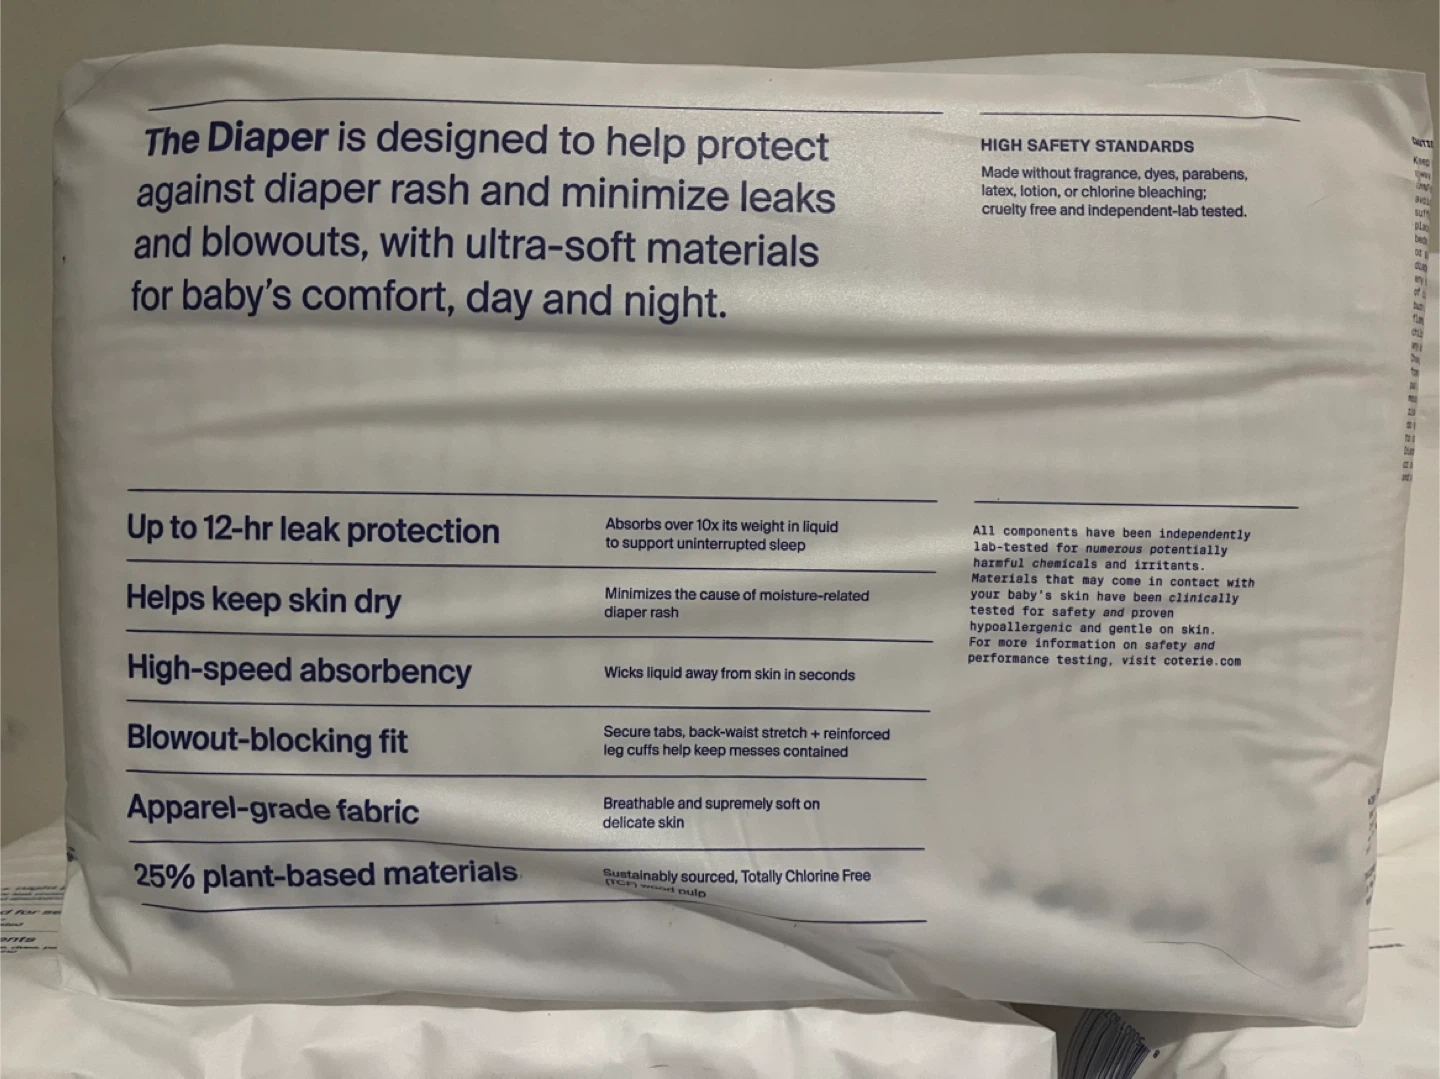 The Diaper is designed to help protect
against diaper rash and minimize leaks
and blowouts, with ultra-soft materials
for baby's comfort, day and night.
HIGH SAFETY STANDARDS
Made without fragrance, dyes, parabens,
latex, lotion, or chlorine bleaching;
cruelty free and independent-lab tested.
Up to 12-hr leak protection
Absorbs over 10x its weight in liquid
to support uninterrupted sleep
Helps keep skin dry
Minimizes the cause of moisture-related
diaper rash
High-speed absorbency
Wicks liquid away from skin in seconds
Blowout-blocking fit
Secure tabs, back-waist stretch + reinforced
leg cuffs help keep messes contained
Apparel-grade fabric
Breathable and supremely soft on
delicate skin
25% plant-based materials
Sustainably sourced, Totally Chlorine Free
(TCF) wood pulp
All components have been independently
lab-tested for numerous potentially
harmful chemicals and irritants.
Materials that may come in contact with
your baby's skin have been clinically
tested for safety and proven
hypoallergenic and gentle on skin.
For more information on safety and
performance testing, visit coterie.com